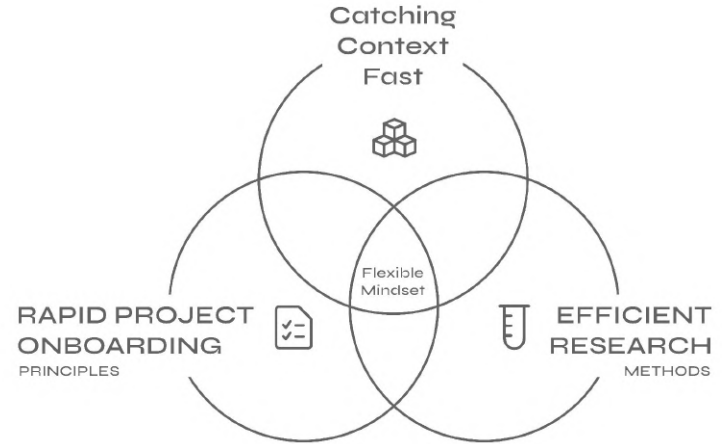 Catching
Context
Fast
Flexible
Mindset
RAPID PROJECT
ONBOARDING
PRINCIPLES
EFFICIENT
RESEARCH
METHODS